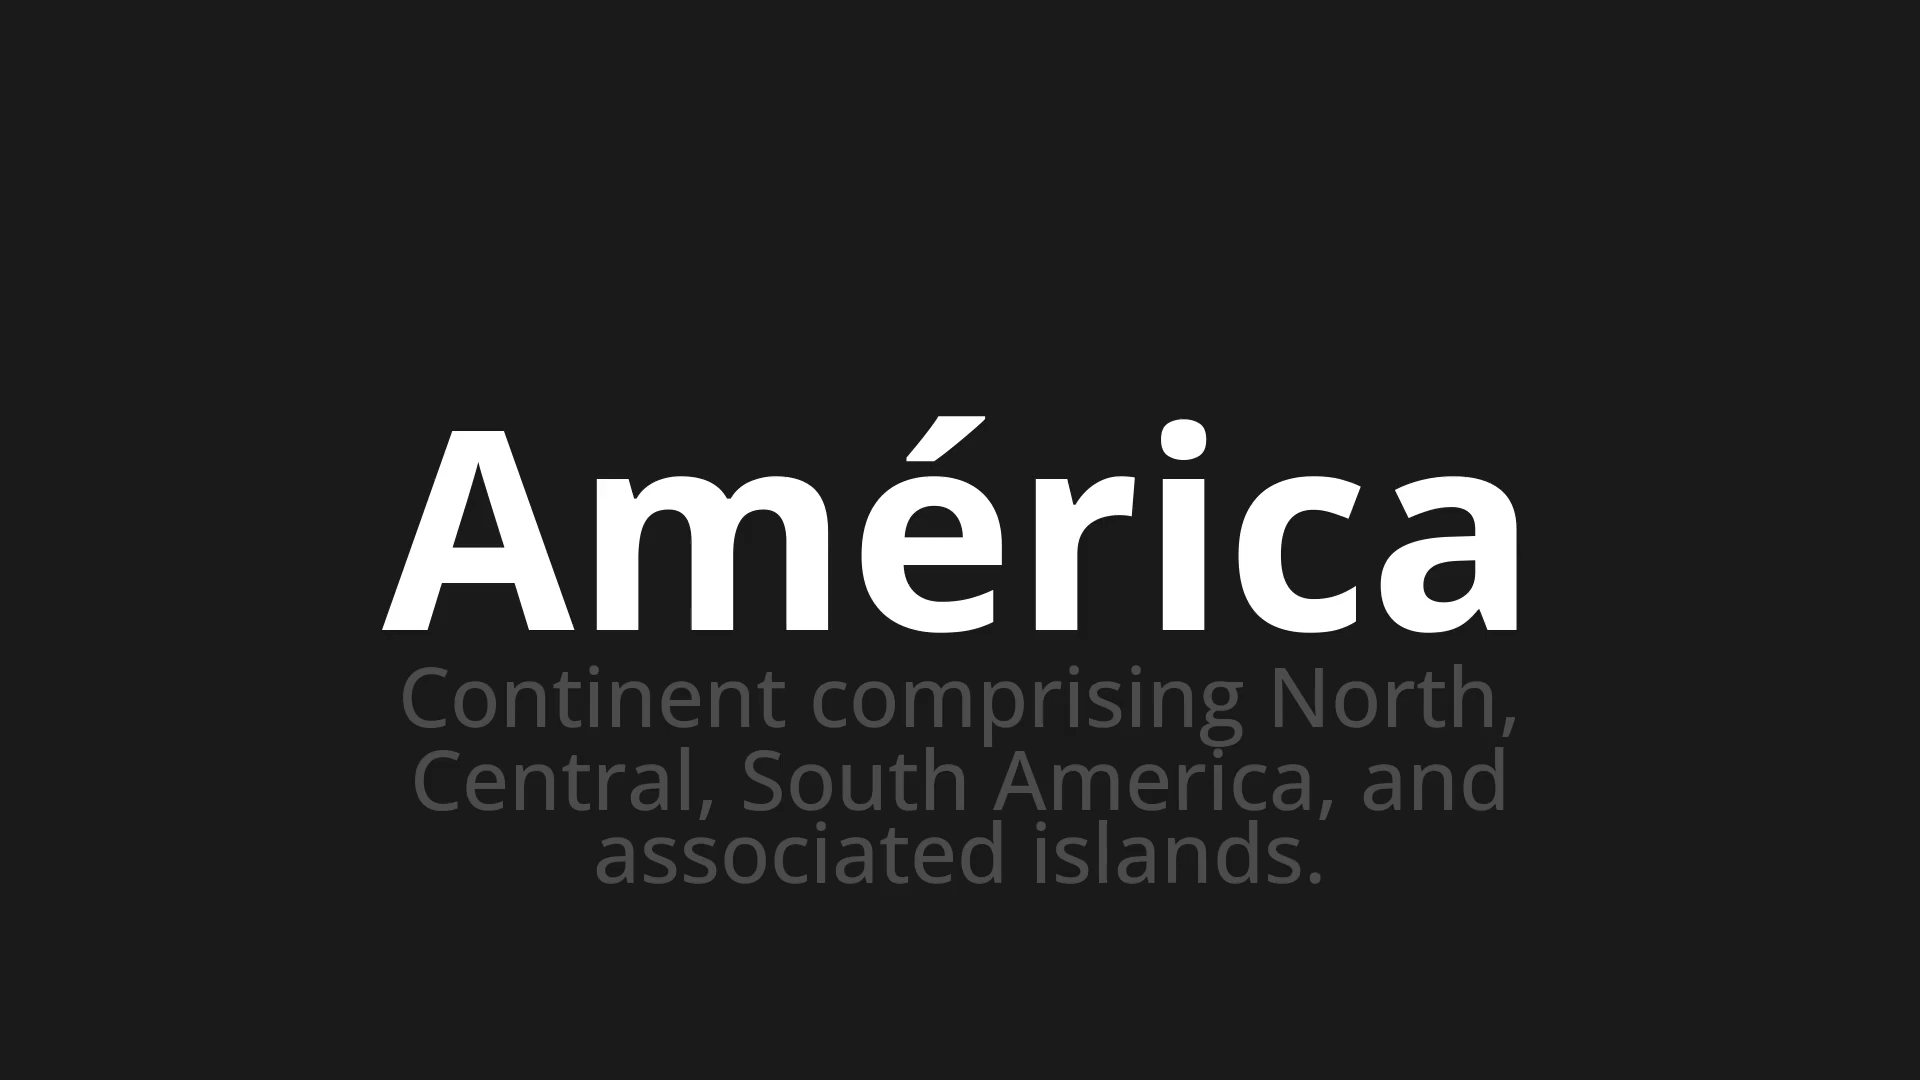 América
Continent comprising North,
Central, South America, and
associated islands.